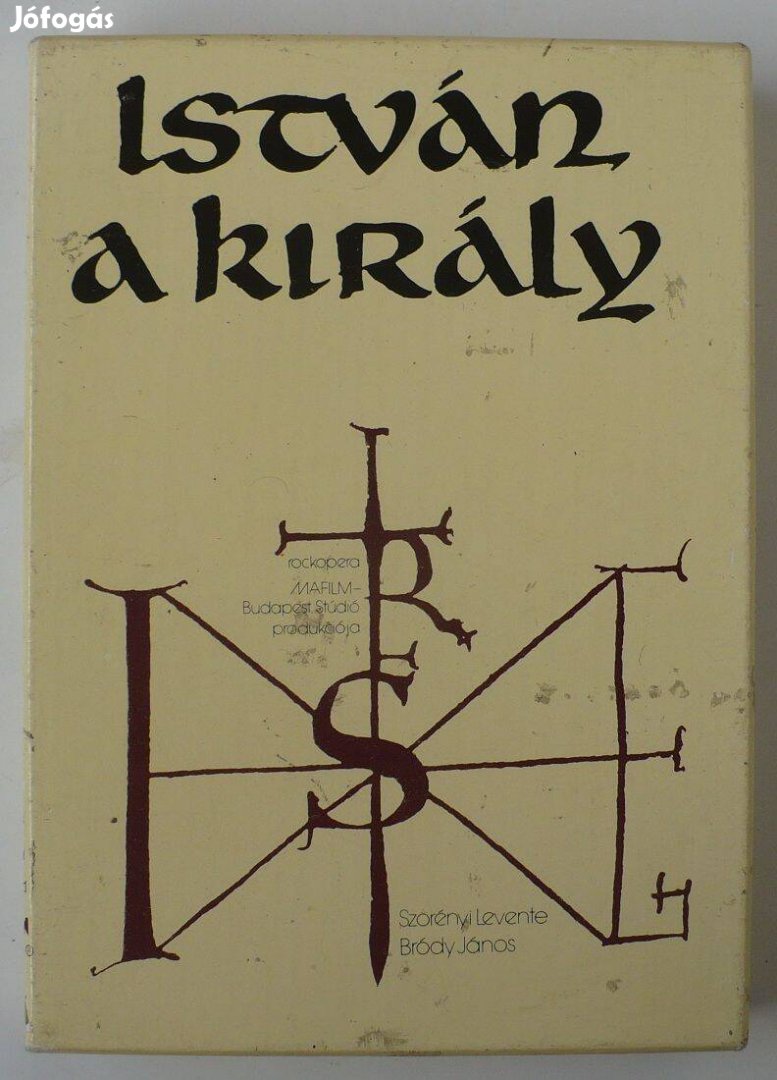 Jófogás
István
a király
rockopera
MAFILM-
Budapest Stúdió
produkciója
R
I
S
E
Szörényi Levente
Bródy János